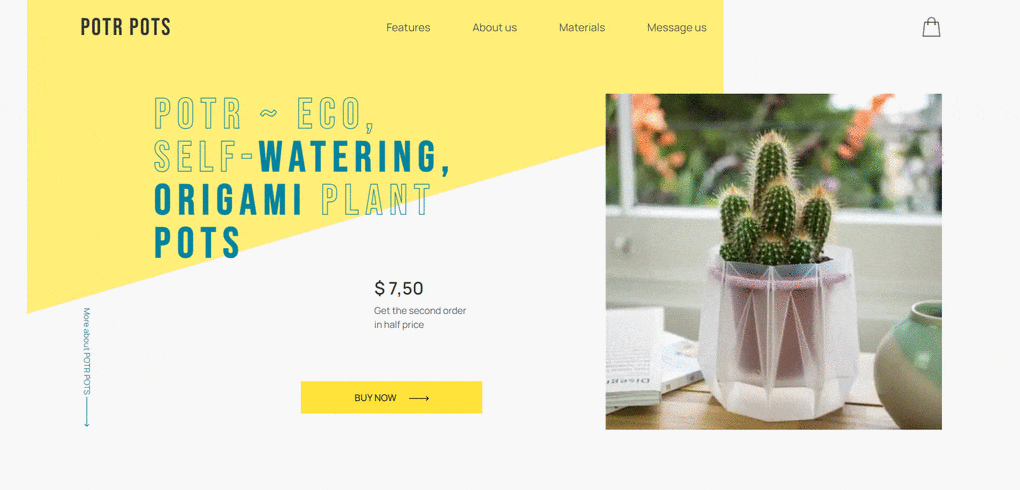 POTR POTS
Features
About us
Materials
Message us
POTR ~ ECO,
SELF-WATERING,
ORIGAMI PLANT
POTS
$ 7,50
Get the second order
in half price
More about POTR POTS
BUY NOW